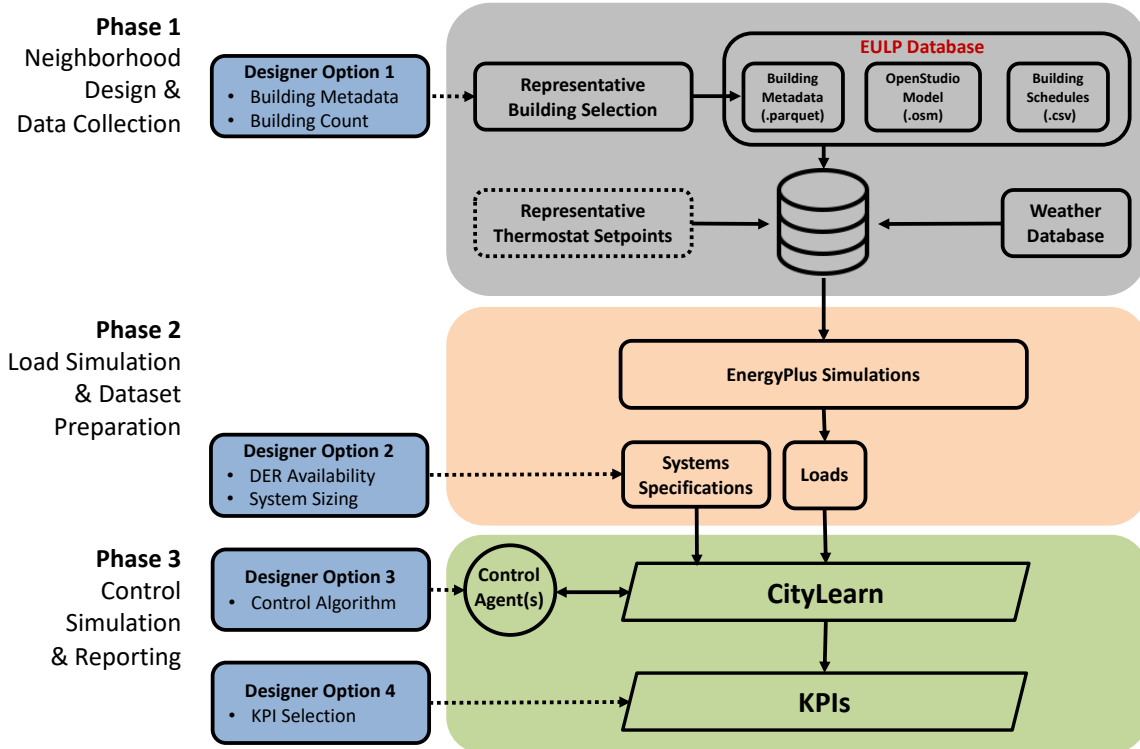 Phase 1
Neighborhood
Design &
Data Collection
Designer Option 1
• Building Metadata
• Building Count
Representative
Building Selection
EULP Database
Building
Metadata
(.parquet)
OpenStudio
Model
(.osm)
Building
Schedules
(.csv)
Representative
Thermostat Setpoints
Weather
Database
Phase 2
Load Simulation
& Dataset
Preparation
EnergyPlus Simulations
Designer Option 2
• DER Availability
• System Sizing
Systems
Specifications
Loads
Phase 3
Control
Simulation
& Reporting
Designer Option 3
• Control Algorithm
Control
Agent(s)
CityLearn
Designer Option 4
• KPI Selection
KPIs